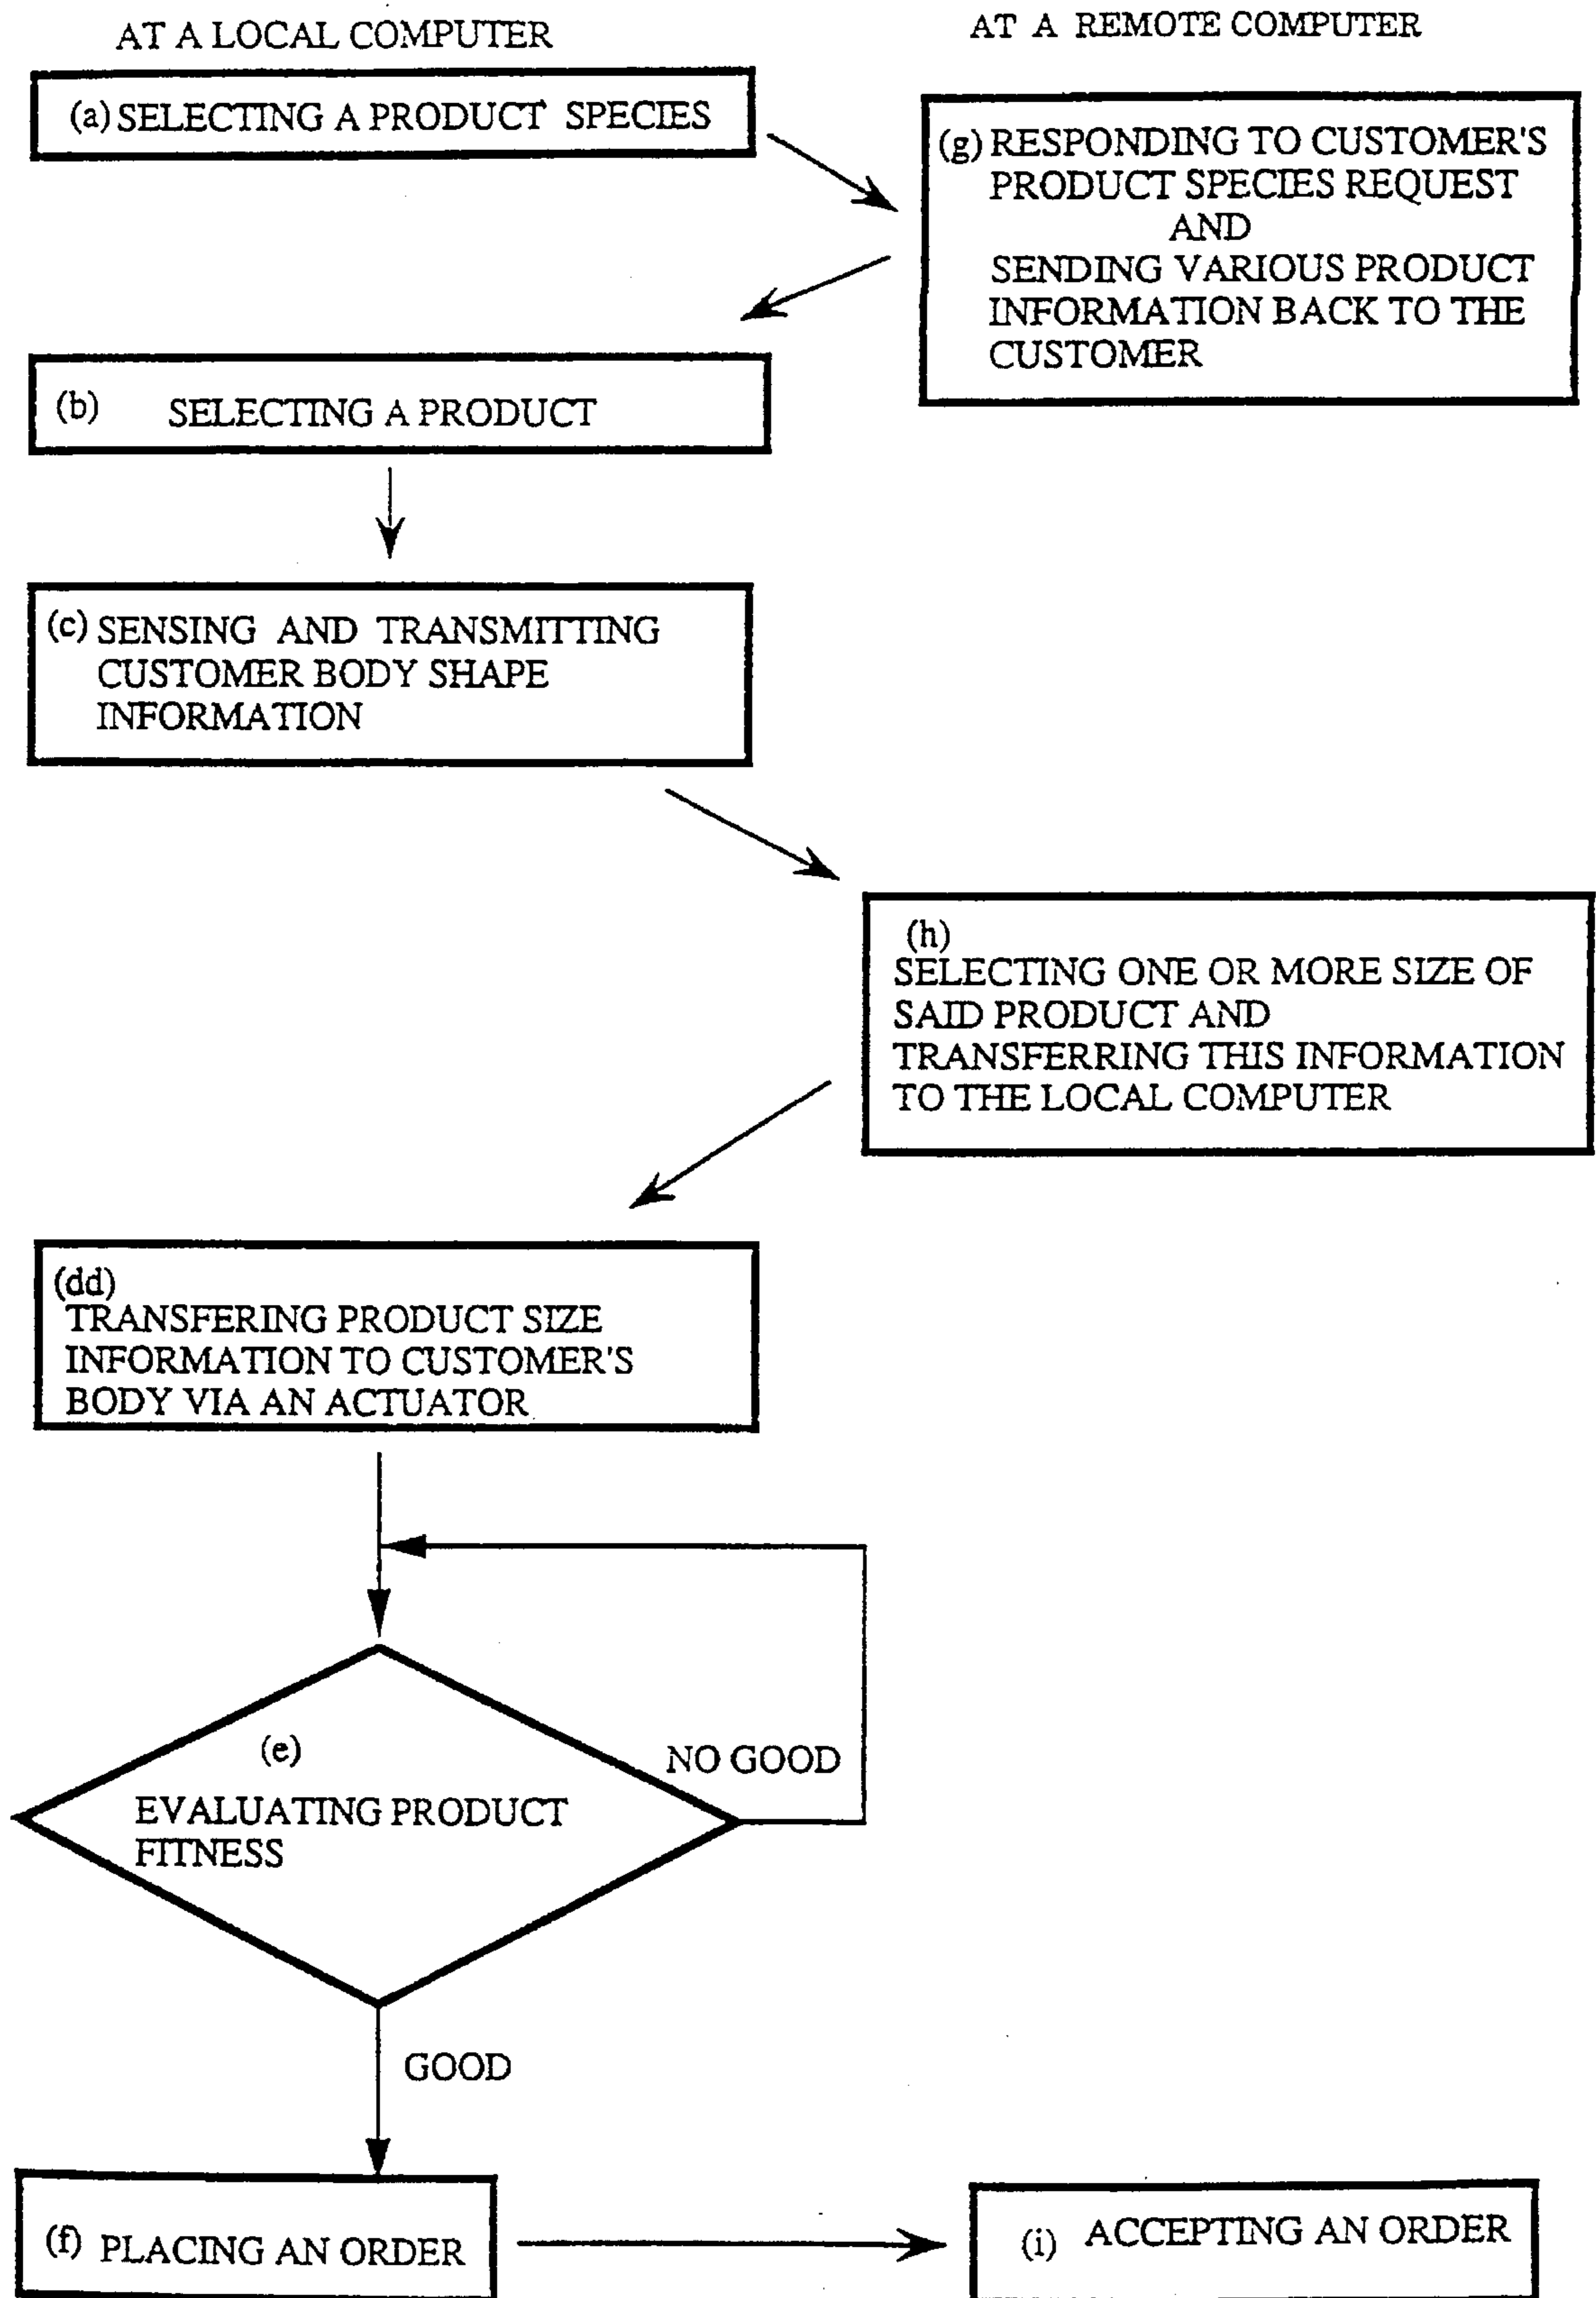 AT A LOCAL COMPUTER
AT A REMOTE COMPUTER
(a) SELECTING A PRODUCT SPECIES
(g) RESPONDING TO CUSTOMER'S
PRODUCT SPECIES REQUEST
AND
SENDING VARIOUS PRODUCT
INFORMATION BACK TO THE
CUSTOMER
(b) SELECTING A PRODUCT
(c) SENSING AND TRANSMITTING
CUSTOMER BODY SHAPE
INFORMATION
(h)
SELECTING ONE OR MORE SIZE OF
SAID PRODUCT AND
TRANSFERRING THIS INFORMATION
TO THE LOCAL COMPUTER
(dd)
TRANSFERING PRODUCT SIZE
INFORMATION TO CUSTOMER'S
BODY VIA AN ACTUATOR
(e)
NO GOOD
EVALUATING PRODUCT
FITNESS
GOOD
(f) PLACING AN ORDER
(i) ACCEPTING AN ORDER